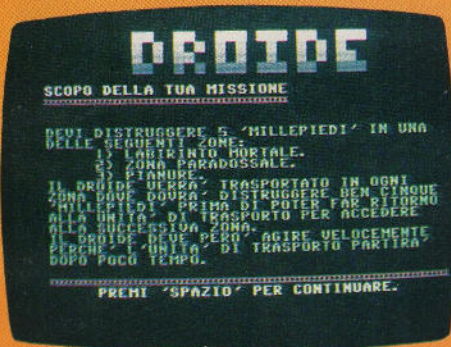 DROIDE
SCOPO DELLA TUA MISSIONE
DEVI DISTRUGGERE 5 'MILLEPIEDI' IN UNA
DELLE SEGUENTI ZONE:
1) LABIRINTO MORTALE.
2) ZONA PARADOSSALE.
3) PIANURE.
IL DROIDE VERRA' TRASPORTATO IN OGNI
ZONA DOVE DOVRA' DISTRUGGERE BEN CINQUE
'MILLEPIEDI' PRIMA DI POTER FAR RITORNO
ALLA UNITA' DI TRASPORTO PER ACCEDERE
ALLA SUCCESSIVA ZONA.
IL DROIDE DEVE PERO' AGIRE VELOCEMENTE
PERCHE' L'UNITA' DI TRASPORTO PARTIRA'
DOPO POCO TEMPO.
PREMI 'SPAZIO' PER CONTINUARE.